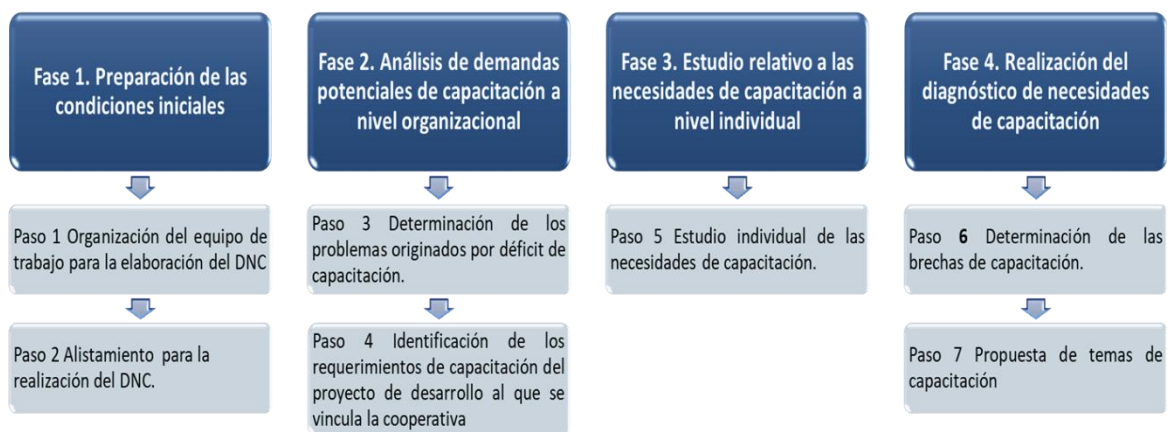 Fase 1. Preparación de las
condiciones iniciales
Paso 1 Organización del equipo de
trabajo para la elaboración del DNC
Paso 2 Alistamiento para la
realización del DNC.
Fase 2. Análisis de demandas
potenciales de capacitación a
nivel organizacional
Paso 3 Determinación de los
problemas originados por déficit de
capacitación.
Paso 4 Identificación de los
requerimientos de capacitación del
proyecto de desarrollo al que se
vincula la cooperativa
Fase 3. Estudio relativo a las
necesidades de capacitación a
nivel individual
Paso 5 Estudio individual de las
necesidades de capacitación.
Fase 4. Realización del
diagnóstico de necesidades
de capacitación
Paso 6 Determinación de las
brechas de capacitación.
Paso 7 Propuesta de temas de
capacitación